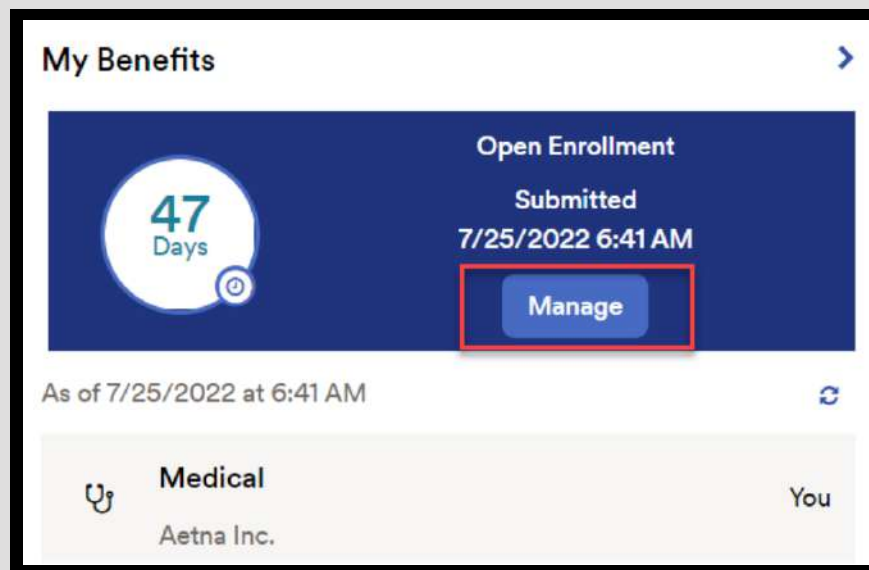 My Benefits
47
Days
Open Enrollment
Submitted
7/25/2022 6:41 AM
Manage
As of 7/25/2022 at 6:41 AM
Medical
You
Aetna Inc.